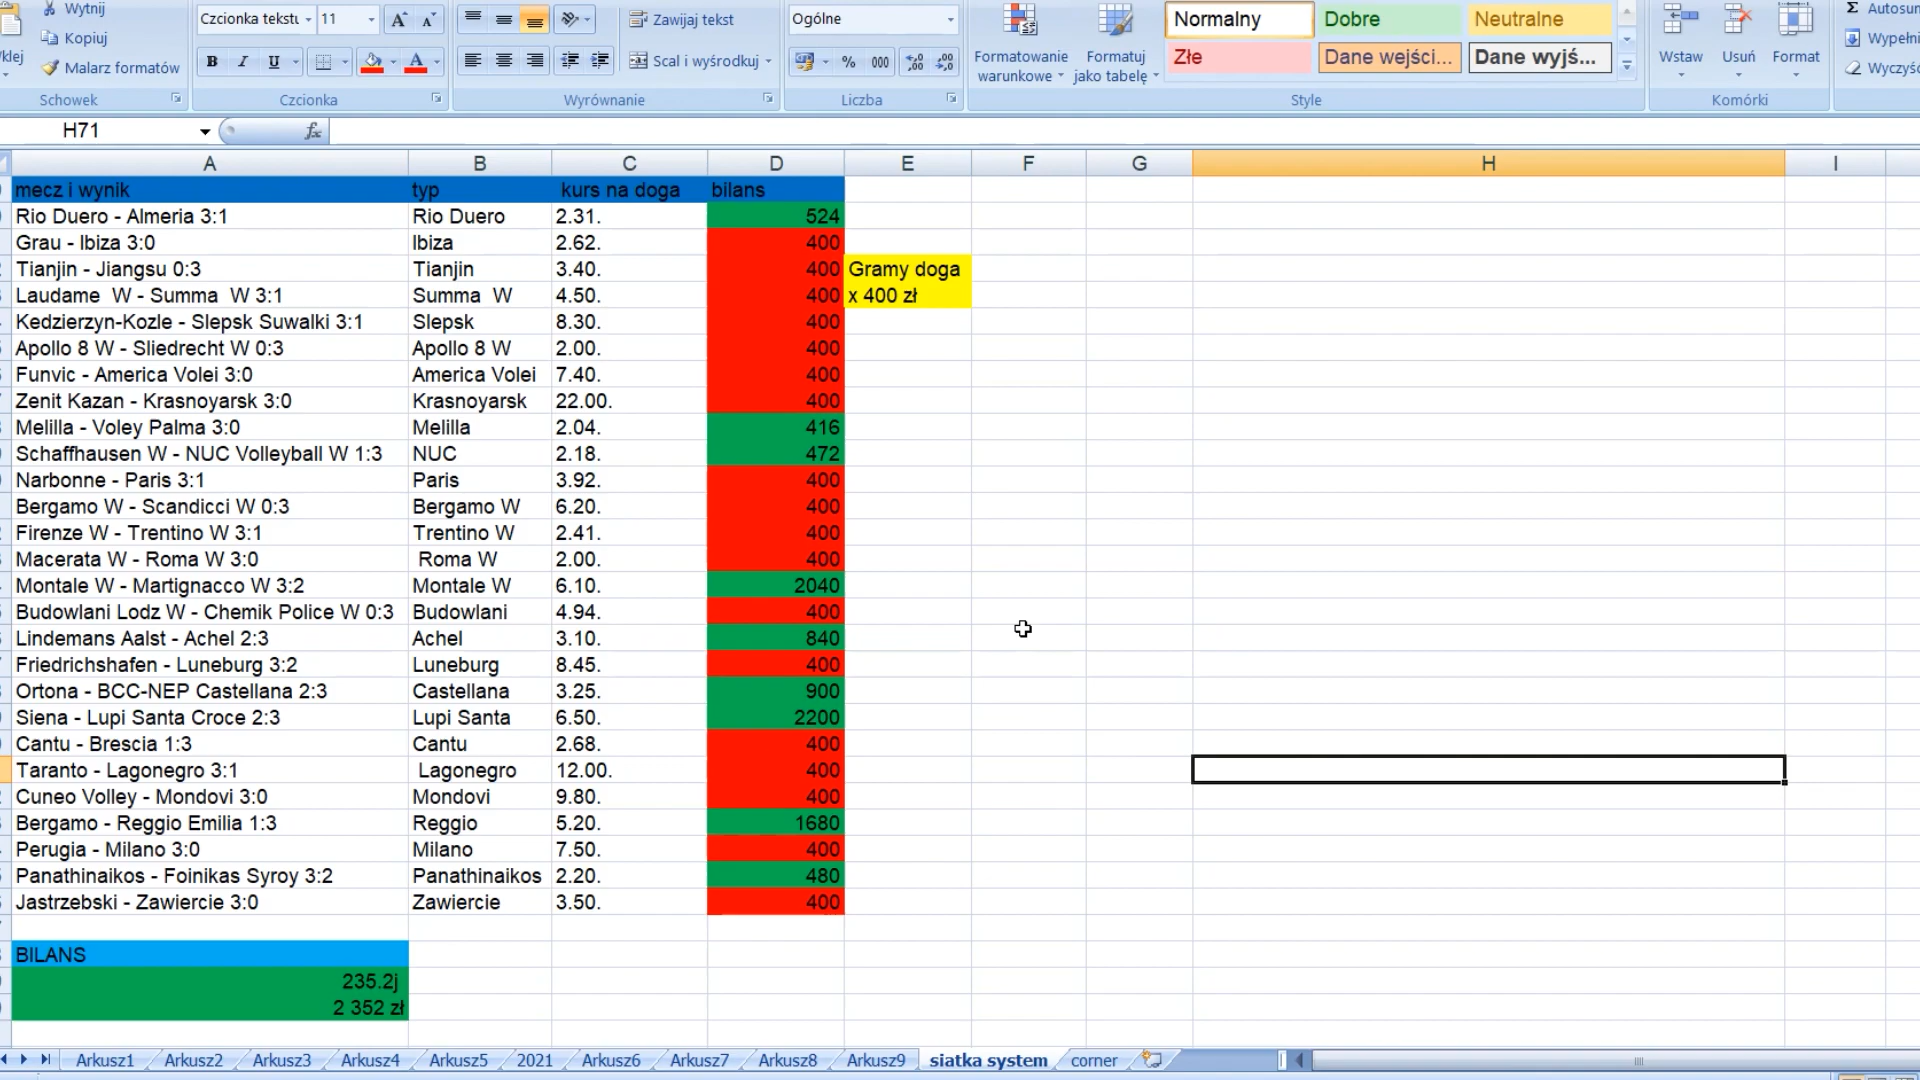 Wytnij
Kopiuj
Malarz formatów
Schowek
Czcionka tekstu 11
B I U
Czcionka
Zawijaj tekst
Scal i wyśrodkuj
Wyrównanie
Ogólne
% 000
Liczba
Formatowanie warunkowe
Formatuj jako tabelę
Normalny Dobre Neutralne
Złe Dane wejści... Dane wyjś...
Style
Wstaw Usuń Format
Komórki
Σ Autosum
Wypełni
Wyczyść
H71 fx
A B C D E F G H I
mecz i wynik typ kurs na doga bilans
Rio Duero - Almeria 3:1 Rio Duero 2.31. 524
Grau - Ibiza 3:0 Ibiza 2.62. 400
Tianjin - Jiangsu 0:3 Tianjin 3.40. 400 Gramy doga
Laudame W - Summa W 3:1 Summa W 4.50. 400 x 400 zł
Kedzierzyn-Kozle - Slepsk Suwalki 3:1 Slepsk 8.30. 400
Apollo 8 W - Sliedrecht W 0:3 Apollo 8 W 2.00. 400
Funvic - America Volei 3:0 America Volei 7.40. 400
Zenit Kazan - Krasnoyarsk 3:0 Krasnoyarsk 22.00. 400
Melilla - Voley Palma 3:0 Melilla 2.04. 416
Schaffhausen W - NUC Volleyball W 1:3 NUC 2.18. 472
Narbonne - Paris 3:1 Paris 3.92. 400
Bergamo W - Scandicci W 0:3 Bergamo W 6.20. 400
Firenze W - Trentino W 3:1 Trentino W 2.41. 400
Macerata W - Roma W 3:0 Roma W 2.00. 400
Montale W - Martignacco W 3:2 Montale W 6.10. 2040
Budowlani Lodz W - Chemik Police W 0:3 Budowlani 4.94. 400
Lindemans Aalst - Achel 2:3 Achel 3.10. 840
Friedrichshafen - Luneburg 3:2 Luneburg 8.45. 400
Ortona - BCC-NEP Castellana 2:3 Castellana 3.25. 900
Siena - Lupi Santa Croce 2:3 Lupi Santa 6.50. 2200
Cantu - Brescia 1:3 Cantu 2.68. 400
Taranto - Lagonegro 3:1 Lagonegro 12.00. 400
Cuneo Volley - Mondovi 3:0 Mondovi 9.80. 400
Bergamo - Reggio Emilia 1:3 Reggio 5.20. 1680
Perugia - Milano 3:0 Milano 7.50. 400
Panathinaikos - Foinikas Syroy 3:2 Panathinaikos 2.20. 480
Jastrzebski - Zawiercie 3:0 Zawiercie 3.50. 400
BILANS
235.2j
2 352 zł
Arkusz1 Arkusz2 Arkusz3 Arkusz4 Arkusz5 2021 Arkusz6 Arkusz7 Arkusz8 Arkusz9 siatka system corner